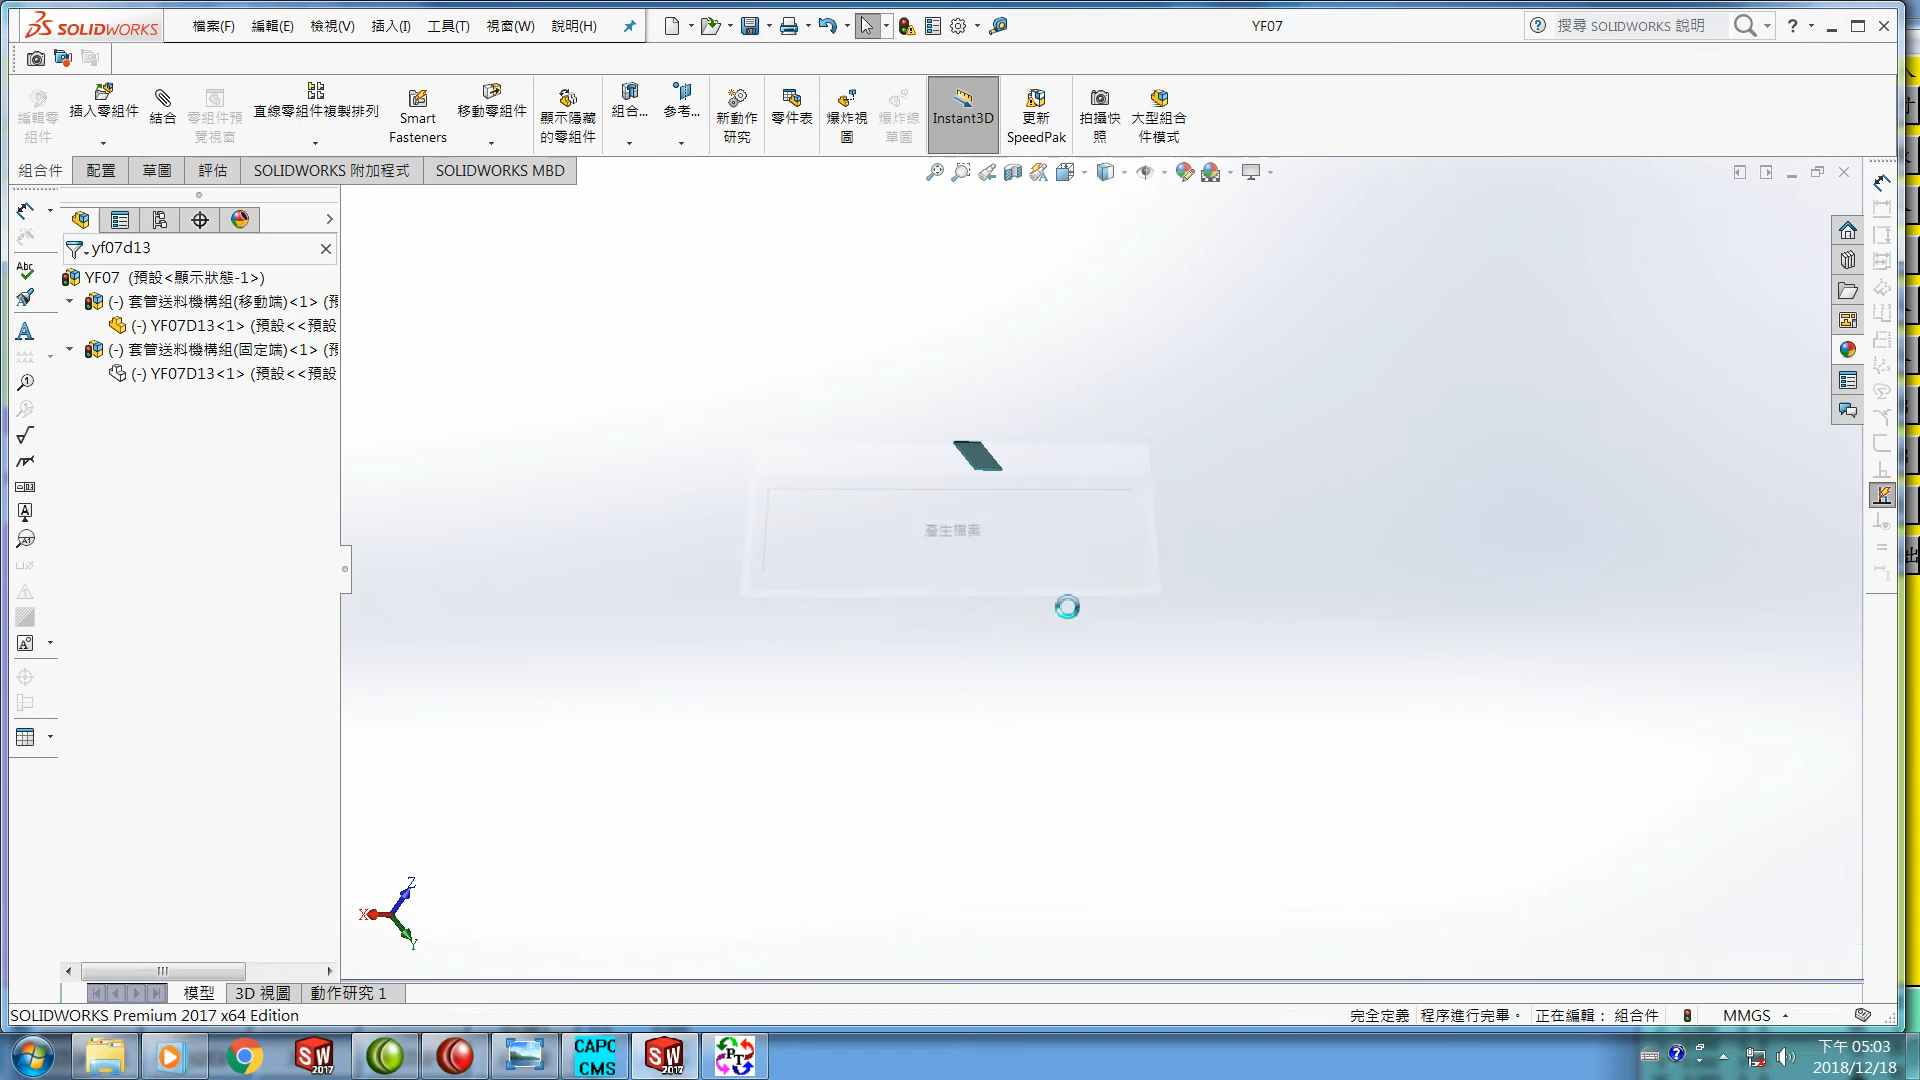 SOLIDWORKS
檔案(F) 編輯(E) 檢視(V) 插入(I) 工具(T) 視窗(W) 說明(H)
YF07
搜尋 SOLIDWORKS 說明
編輯零組件
插入零組件
結合
零組件預覽視窗
直線零組件複製排列
Smart Fasteners
移動零組件
顯示隱藏的零組件
組合...
參考...
新動作研究
零件表
爆炸視圖
爆炸線草圖
Instant3D
更新 SpeedPak
拍攝快照
大型組合件模式
組合件 配置 草圖 評估 SOLIDWORKS 附加程式 SOLIDWORKS MBD
yf07d13
YF07 (預設<顯示狀態-1>)
(-) 套管送料機構組(移動端)<1> (預
(-) YF07D13<1> (預設<<預設
(-) 套管送料機構組(固定端)<1> (預
(-) YF07D13<1> (預設<<預設
產生檔案
Z
X
Y
模型 3D 視圖 動作研究 1
SOLIDWORKS Premium 2017 x64 Edition
完全定義 程序進行完畢。 正在編輯： 組合件 MMGS
CAPC CMS
下午 05:03
2018/12/18